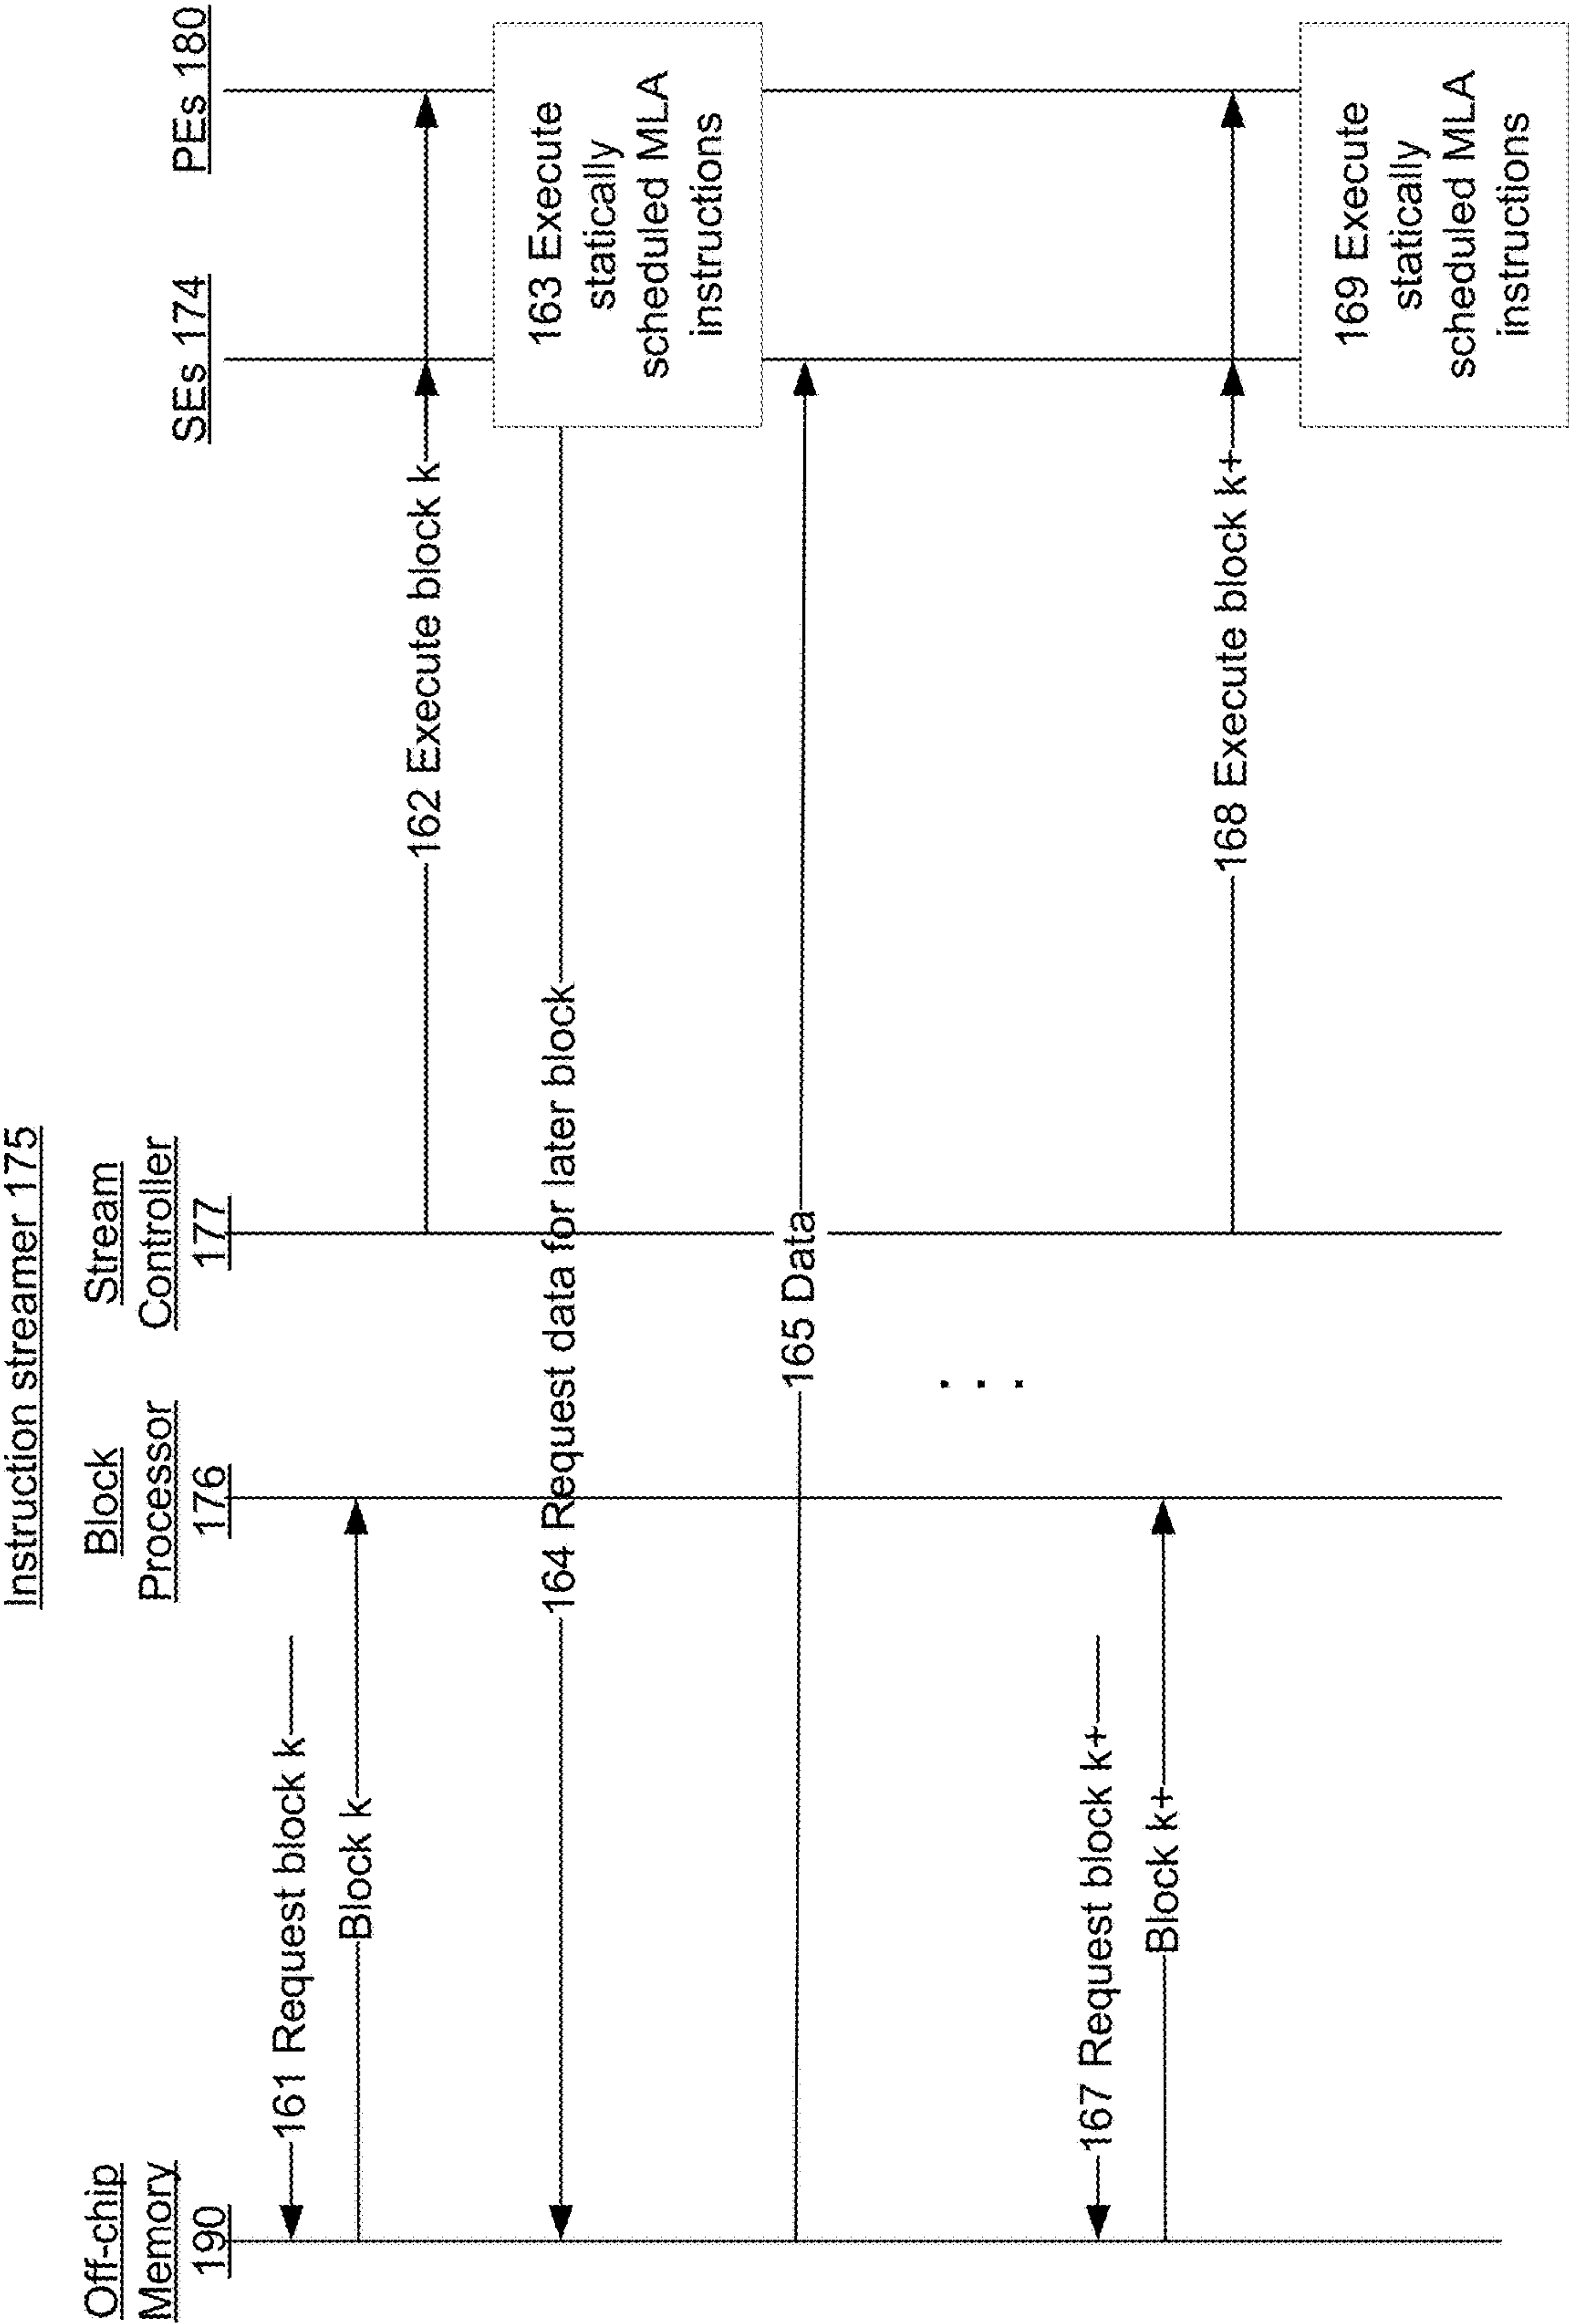 Instruction streamer 175
Off-chip
Memory
190
Block
Processor
176
Stream
Controller
177
SEs 174
PEs 180
161 Request block k
Block k
162 Execute block k
163 Execute
statically
scheduled MLA
instructions
164 Request data for later block
165 Data
. . .
167 Request block k+
Block k+
168 Execute block k+
169 Execute
statically
scheduled MLA
instructions